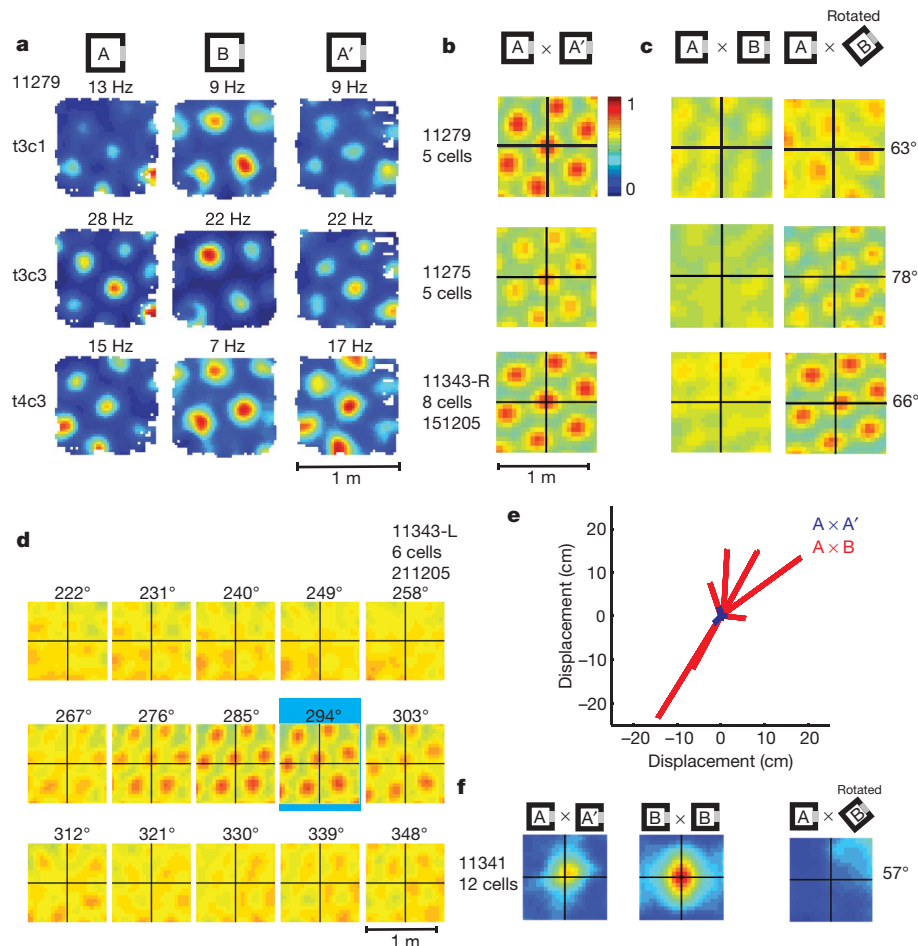 a
A
B
A′
11279
13 Hz
9 Hz
9 Hz
t3c1
28 Hz
22 Hz
22 Hz
t3c3
15 Hz
7 Hz
17 Hz
t4c3
1 m
b
A × A′
11279
5 cells
1
0
11275
5 cells
11343-R
8 cells
151205
1 m
c
A × B
A × B
Rotated
63°
78°
66°
d
11343-L
6 cells
211205
222° 231° 240° 249° 258°
267° 276° 285° 294° 303°
312° 321° 330° 339° 348°
1 m
e
A × A′
A × B
Displacement (cm)
20
10
0
−10
−20
−20 −10 0 10 20
Displacement (cm)
f
A × A′
B × B
A × B
Rotated
11341
12 cells
57°